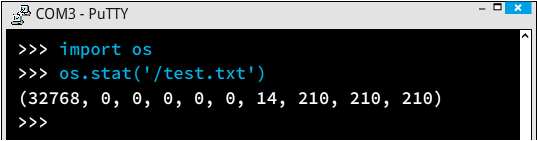 COM3 - PuTTY
>>> import os
>>> os.stat('/test.txt')
(32768, 0, 0, 0, 0, 0, 14, 210, 210, 210)
>>>